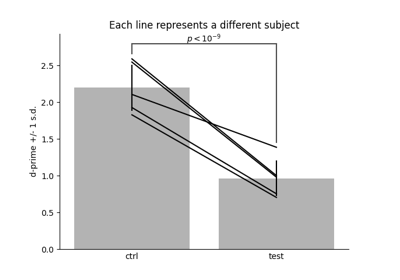 Each line represents a different subject
p < 10⁻⁹
d-prime +/- 1 s.d.
2.5
2.0
1.5
1.0
0.5
0.0
ctrl test